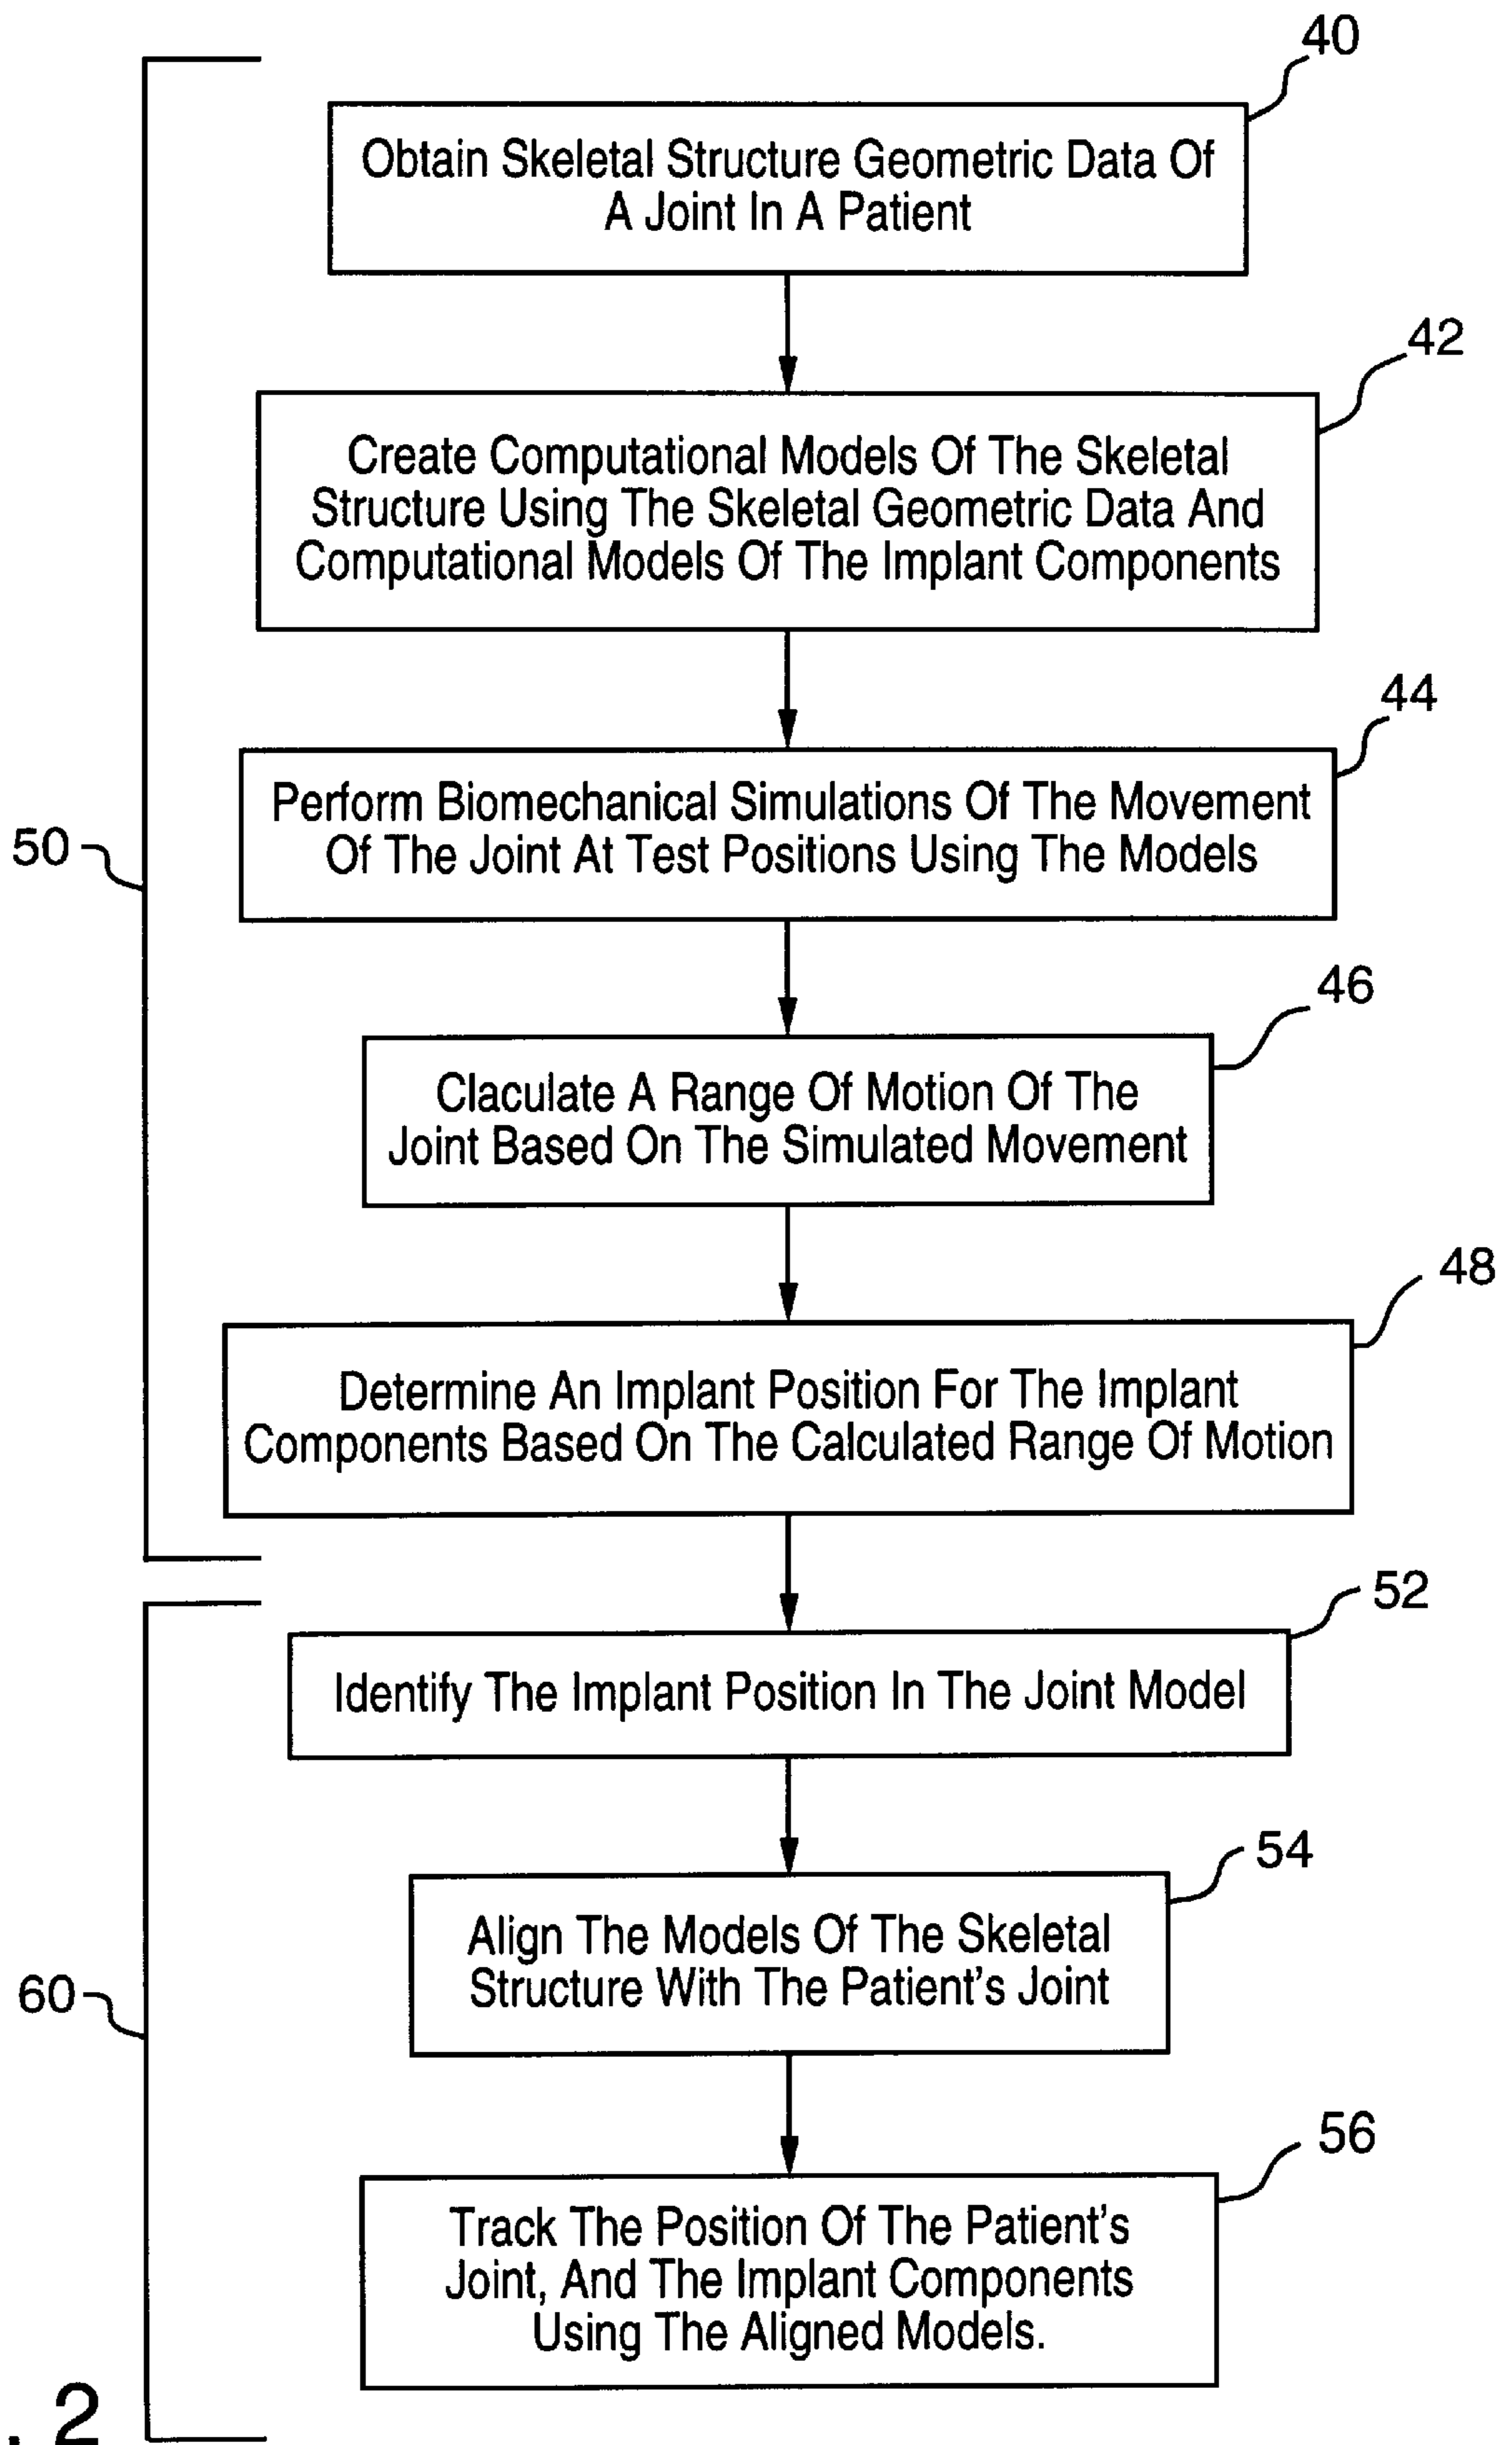 40
Obtain Skeletal Structure Geometric Data Of
A Joint In A Patient
42
Create Computational Models Of The Skeletal
Structure Using The Skeletal Geometric Data And
Computational Models Of The Implant Components
44
Perform Biomechanical Simulations Of The Movement
Of The Joint At Test Positions Using The Models
50
46
Claculate A Range Of Motion Of The
Joint Based On The Simulated Movement
48
Determine An Implant Position For The Implant
Components Based On The Calculated Range Of Motion
52
Identify The Implant Position In The Joint Model
54
Align The Models Of The Skeletal
Structure With The Patient's Joint
60
56
Track The Position Of The Patient's
Joint, And The Implant Components
Using The Aligned Models.
. 2